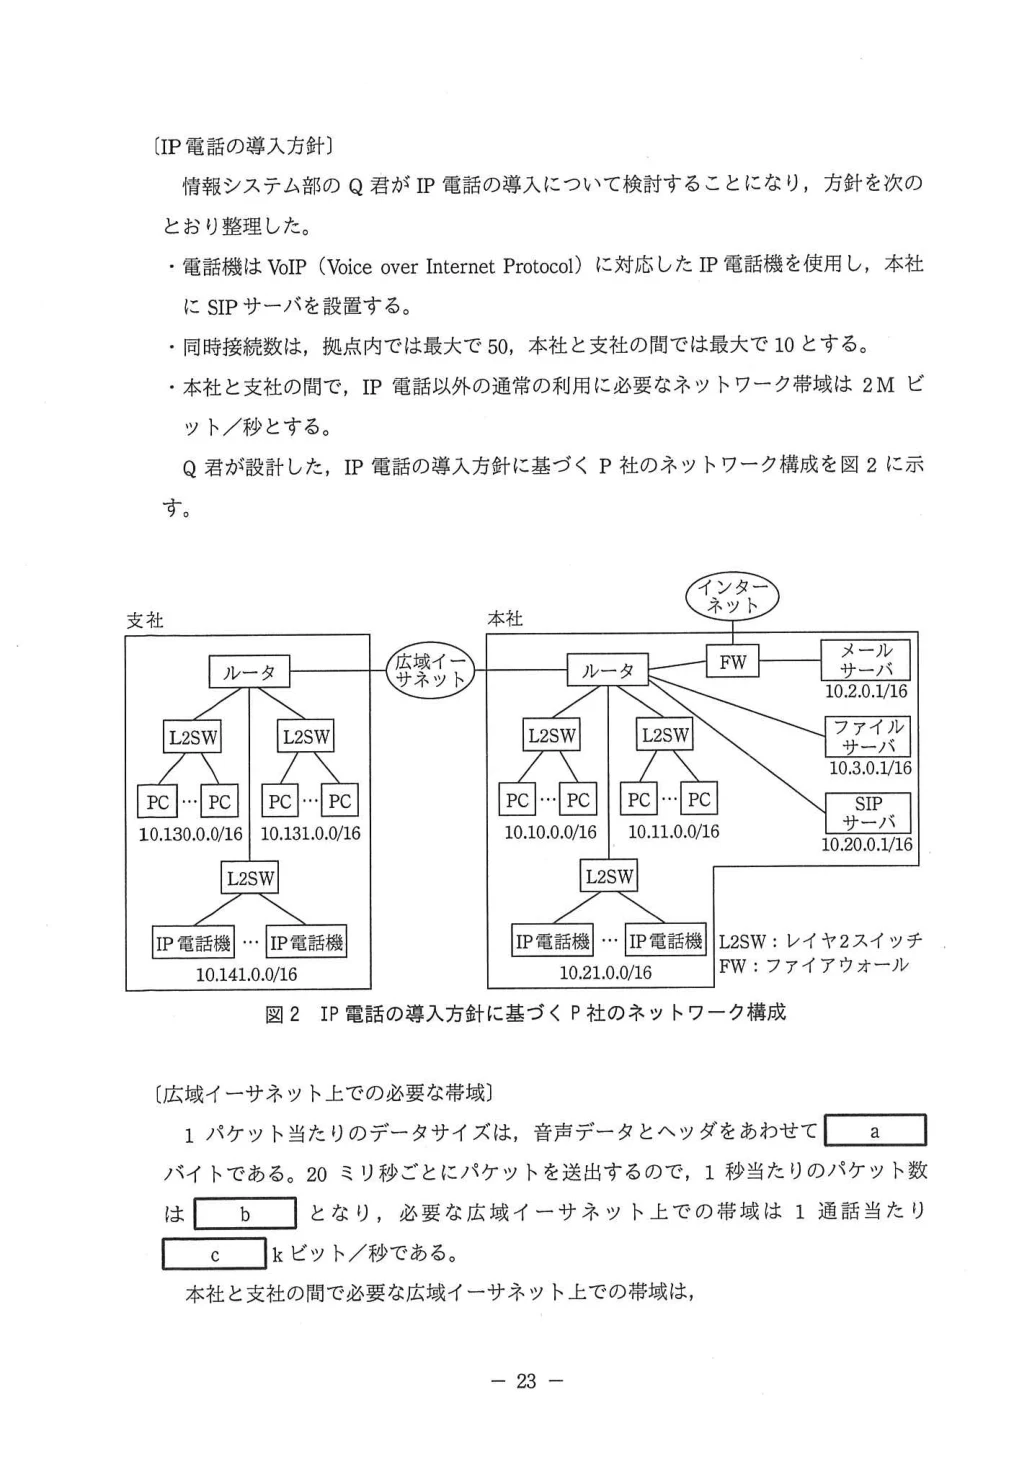 〔IP電話の導入方針〕
情報システム部の Q 君が IP 電話の導入について検討することになり，方針を次の
とおり整理した。
・電話機は VoIP（Voice over Internet Protocol）に対応した IP 電話機を使用し，本社
に SIP サーバを設置する。
・同時接続数は，拠点内では最大で 50，本社と支社の間では最大で 10 とする。
・本社と支社の間で，IP 電話以外の通常の利用に必要なネットワーク帯域は 2M ビ
ット／秒とする。
Q 君が設計した，IP 電話の導入方針に基づく P 社のネットワーク構成を図 2 に示
す。
インター
ネット
支社
本社
ルータ
広域イー
サネット
ルータ
FW
メール
サーバ
10.2.0.1/16
L2SW
L2SW
L2SW
L2SW
ファイル
サーバ
10.3.0.1/16
PC … PC
PC … PC
PC … PC
PC … PC
10.130.0.0/16
10.131.0.0/16
10.10.0.0/16
10.11.0.0/16
SIP
サーバ
10.20.0.1/16
L2SW
L2SW
IP電話機 … IP電話機
10.141.0.0/16
IP電話機 … IP電話機
10.21.0.0/16
L2SW：レイヤ2スイッチ
FW：ファイアウォール
図2 IP電話の導入方針に基づくP社のネットワーク構成
〔広域イーサネット上での必要な帯域〕
1 パケット当たりのデータサイズは，音声データとヘッダをあわせて a
バイトである。20 ミリ秒ごとにパケットを送出するので，1 秒当たりのパケット数
は b となり，必要な広域イーサネット上での帯域は 1 通話当たり
c k ビット／秒である。
本社と支社の間で必要な広域イーサネット上での帯域は，
－ 23 －